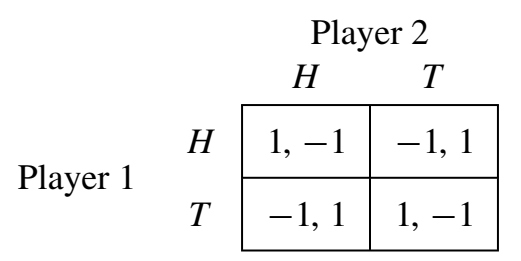 Player 2
H T
H 1, −1 −1, 1
Player 1
T −1, 1 1, −1